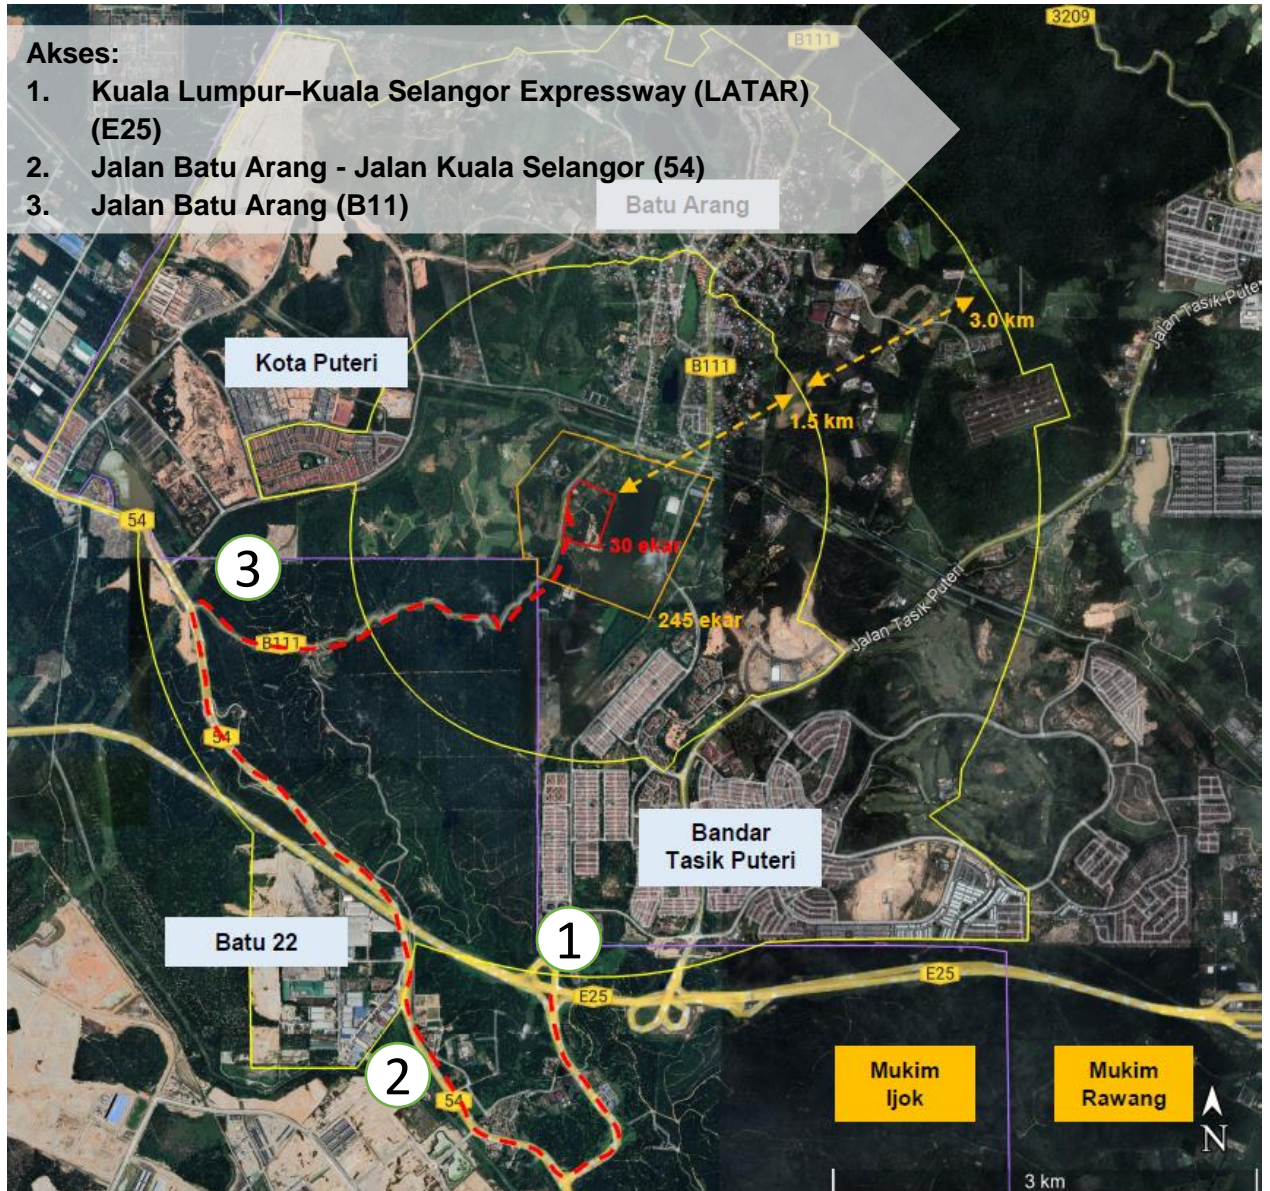 Akses:
1. Kuala Lumpur–Kuala Selangor Expressway (LATAR)
(E25)
2. Jalan Batu Arang - Jalan Kuala Selangor (54)
3. Jalan Batu Arang (B11)
B111
3209
Batu Arang
Jalan Tasik Pute
3.0 km
Kota Puteri
B111
1.5 km
54
3
30 ekar
Jalan Tasik Puteri
245 ekar
B111
54
Bandar
Tasik Puteri
Batu 22
1
E25
E25
2
54
Mukim
Ijok
Mukim
Rawang
N
3 km